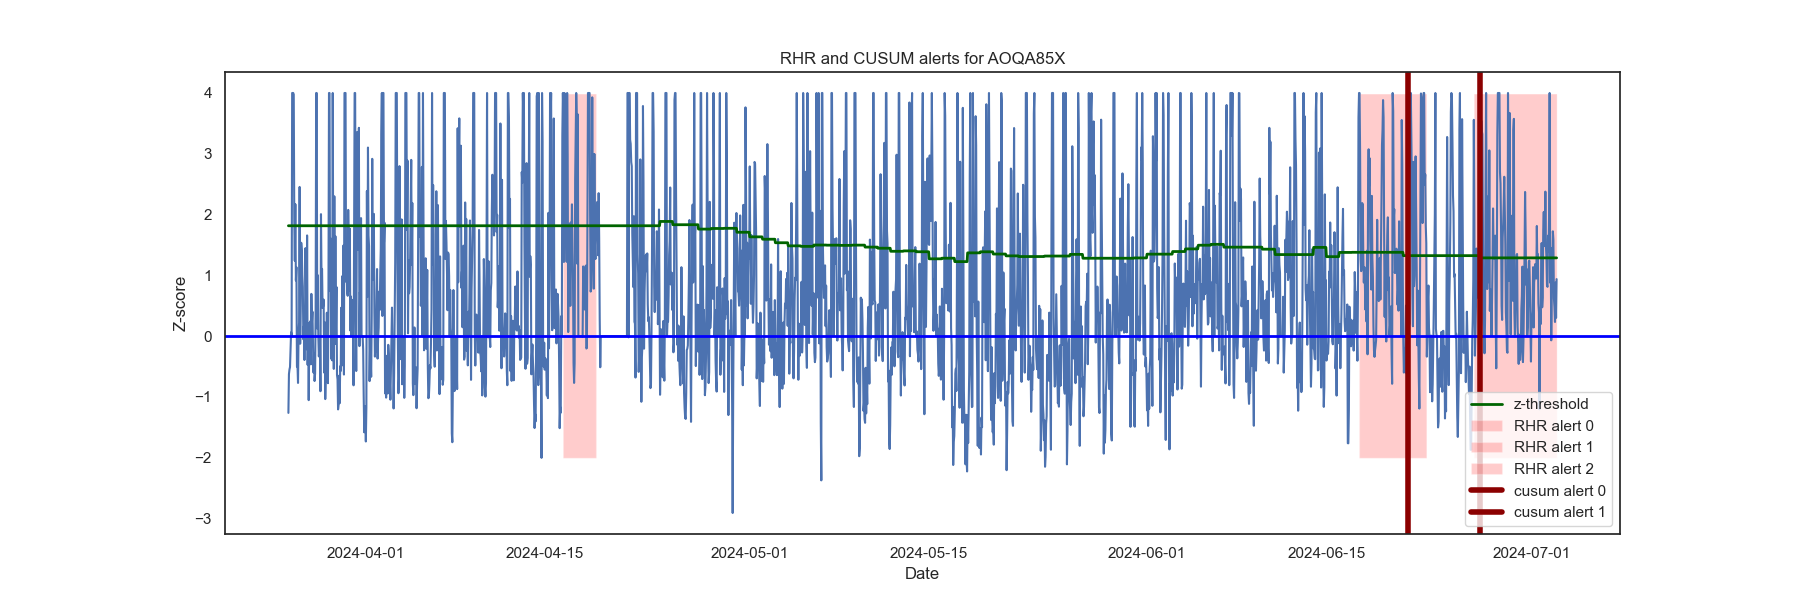 RHR and CUSUM alerts for AOQA85X
4
3
2
1
0
−1
−2
−3
Z-score
z-threshold
RHR alert 0
RHR alert 1
RHR alert 2
cusum alert 0
cusum alert 1
2024-04-01 2024-04-15 2024-05-01 2024-05-15 2024-06-01 2024-06-15 2024-07-01
Date